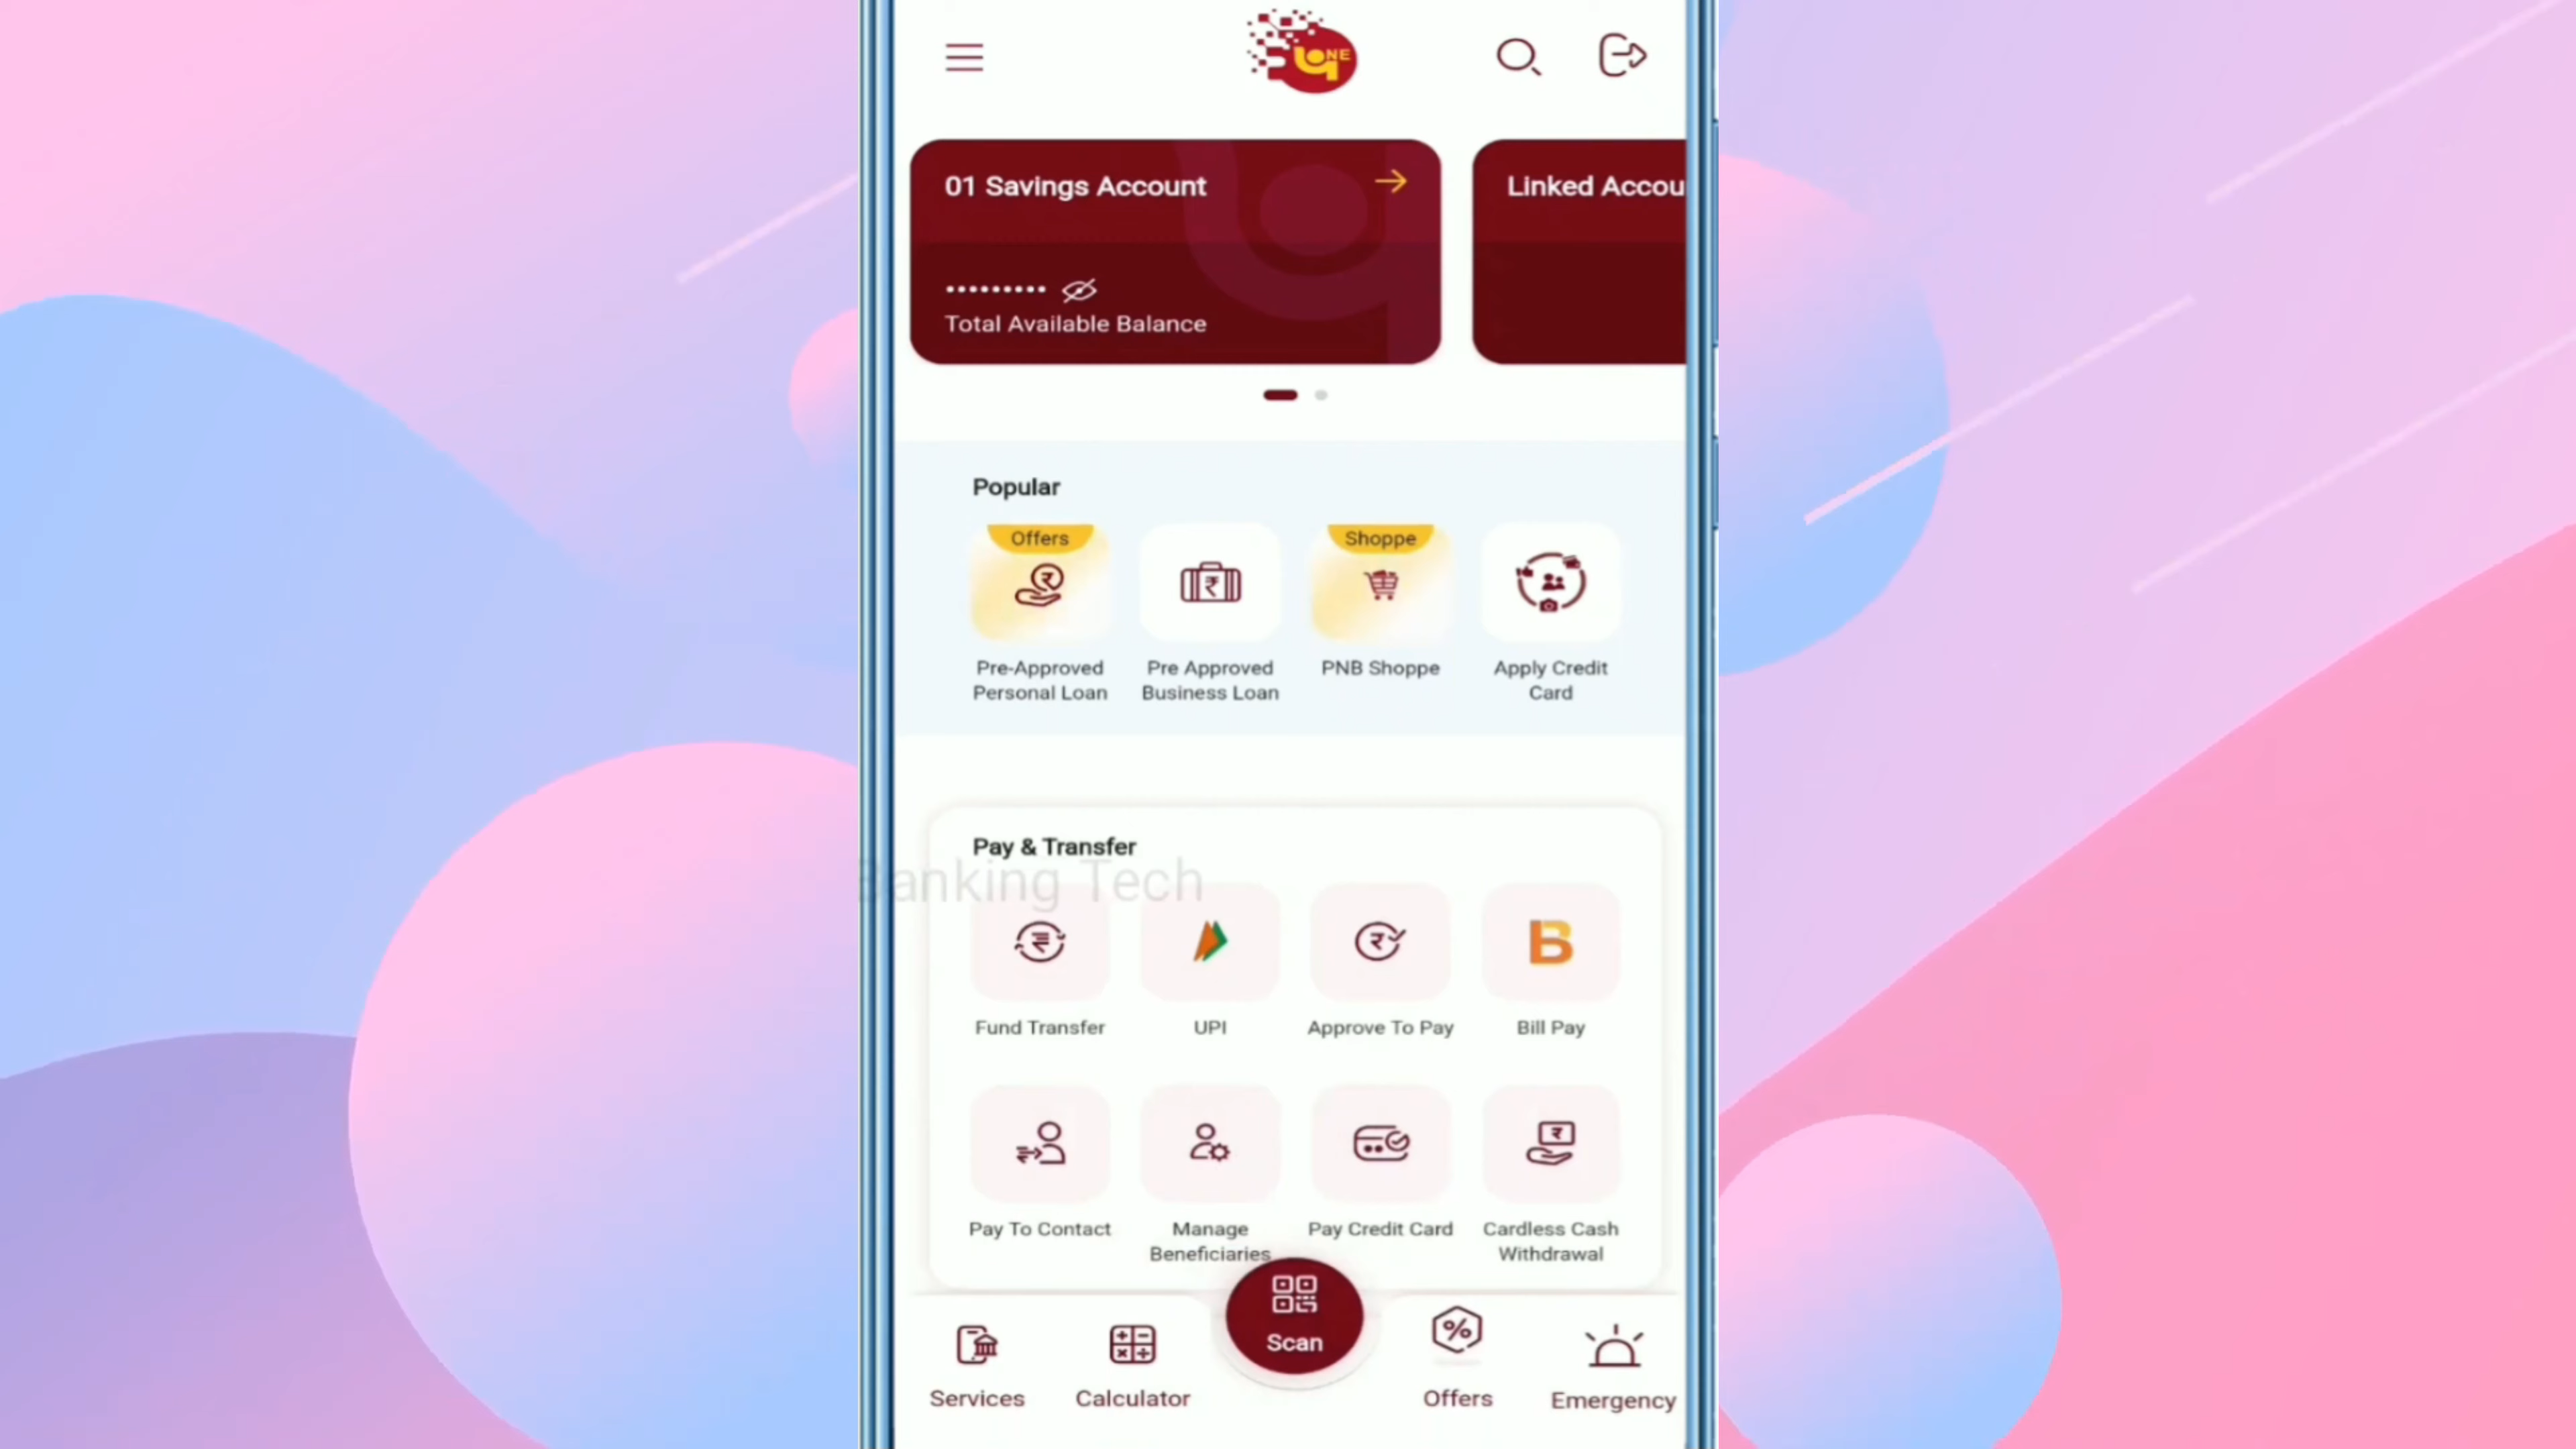 NE
01 Savings Account
Linked Accou
Total Available Balance
Popular
Offers
Shoppe
Pre-Approved
Personal Loan
Pre Approved
Business Loan
PNB Shoppe
Apply Credit
Card
Pay & Transfer
Banking Tech
B
Fund Transfer
UPI
Approve To Pay
Bill Pay
Pay To Contact
Manage
Beneficiaries
Pay Credit Card
Cardless Cash
Withdrawal
Scan
Services
Calculator
Offers
Emergency